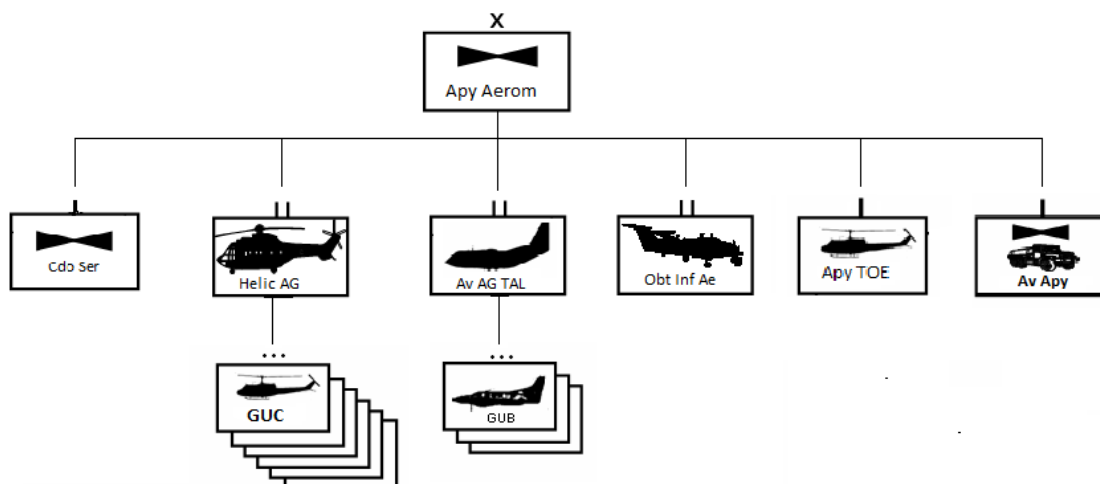 X
Apy Aerom
Cdo Ser
Helic AG
Av AG TAL
Obt Inf Ae
Apy TOE
Av Apy
...
...
GUC
GUB